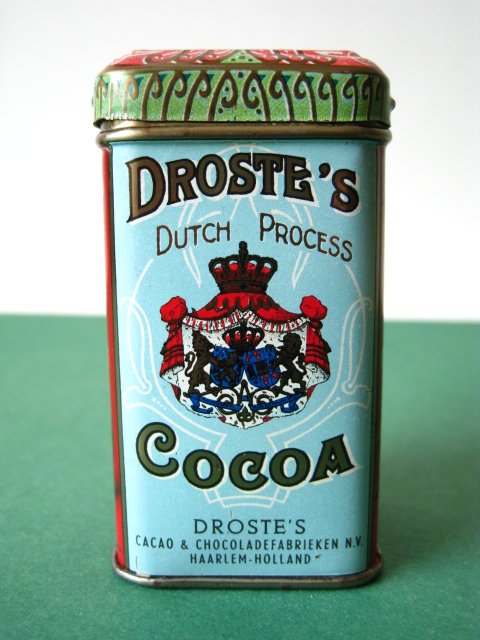 DROSTE'S
DUTCH PROCESS
COCOA
DROSTE'S
CACAO & CHOCOLADEFABRIEKEN N.V.
HAARLEM-HOLLAND